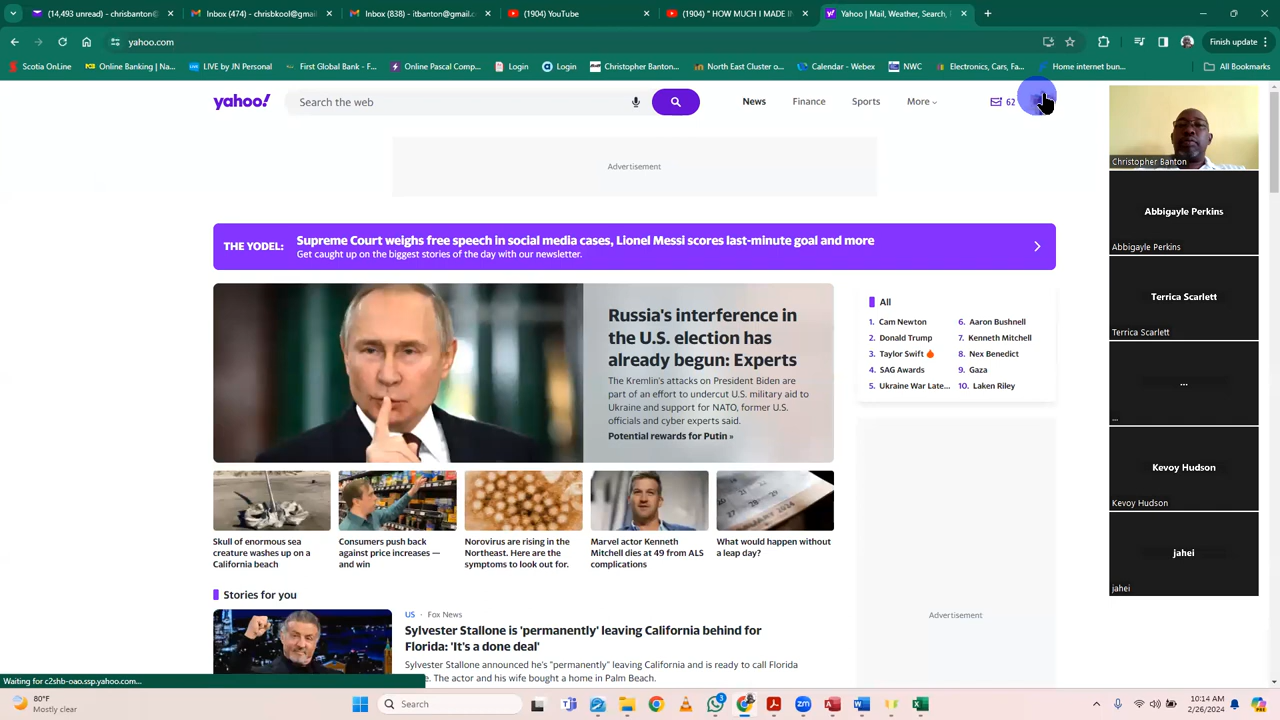 (14,493 unread) - chrisbanton@
Inbox (474) - chrisbkool@gmai
Inbox (838) - itbanton@gmail.c
(1904) YouTube
(1904) " HOW MUCH I MADE IN
Yahoo | Mail, Weather, Search,
yahoo.com
Finish update
Scotia OnLine
Online Banking | Na...
LIVE by JN Personal
First Global Bank - F...
Online Pascal Comp...
Login
Login
Christopher Banton...
North East Cluster o...
Calendar - Webex
NWC
Electronics, Cars, Fa...
Home internet bun...
All Bookmarks
yahoo!
Search the web
News
Finance
Sports
More
62
Advertisement
THE YODEL:
Supreme Court weighs free speech in social media cases, Lionel Messi scores last-minute goal and more
Get caught up on the biggest stories of the day with our newsletter.
Russia's interference in
the U.S. election has
already begun: Experts
The Kremlin's attacks on President Biden are
part of an effort to undercut U.S. military aid to
Ukraine and support for NATO, former U.S.
officials and cyber experts said.
Potential rewards for Putin »
All
1. Cam Newton
2. Donald Trump
3. Taylor Swift
4. SAG Awards
5. Ukraine War Late...
6. Aaron Bushnell
7. Kenneth Mitchell
8. Nex Benedict
9. Gaza
10. Laken Riley
Skull of enormous sea
creature washes up on a
California beach
Consumers push back
against price increases —
and win
Norovirus are rising in the
Northeast. Here are the
symptoms to look out for.
Marvel actor Kenneth
Mitchell dies at 49 from ALS
complications
What would happen without
a leap day?
Stories for you
US · Fox News
Sylvester Stallone is 'permanently' leaving California behind for
Florida: 'It's a done deal'
Sylvester Stallone announced he's "permanently" leaving California and is ready to call Florida
The actor and his wife bought a home in Palm Beach.
Advertisement
Christopher Banton
Abbigayle Perkins
Abbigayle Perkins
Terrica Scarlett
Terrica Scarlett
...
...
Kevoy Hudson
Kevoy Hudson
jahei
jahei
Waiting for c2shb-oao.ssp.yahoo.com...
80°F
Mostly clear
Search
3
zm
10:14 AM
2/26/2024